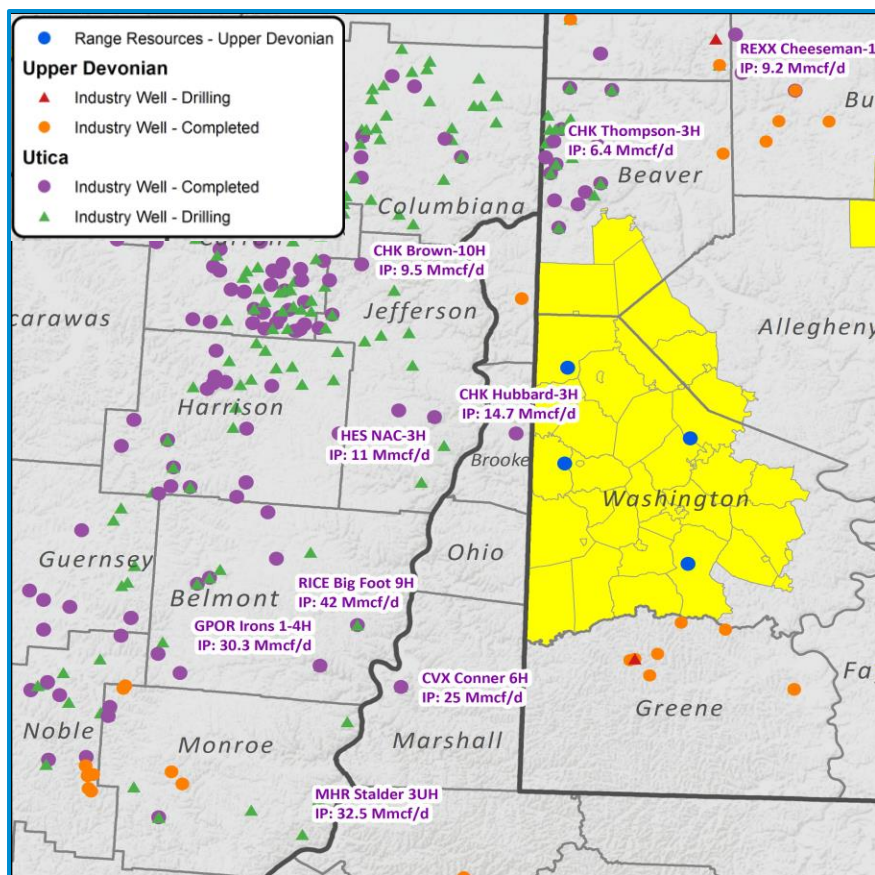 Range Resources - Upper Devonian
Upper Devonian
Industry Well - Drilling
Industry Well - Completed
Utica
Industry Well - Completed
Industry Well - Drilling
REXX Cheeseman-1
IP: 9.2 Mmcf/d
Bu
CHK Thompson-3H
IP: 6.4 Mmcf/d
Beaver
Columbiana
CHK Brown-10H
IP: 9.5 Mmcf/d
Jefferson
carawas
Allegheny
CHK Hubbard-3H
IP: 14.7 Mmcf/d
Harrison
HES NAC-3H
IP: 11 Mmcf/d
Brooke
Washington
Ohio
Guernsey
Belmont
RICE Big Foot 9H
IP: 42 Mmcf/d
GPOR Irons 1-4H
IP: 30.3 Mmcf/d
CVX Conner 6H
IP: 25 Mmcf/d
Fa
Greene
Noble
Monroe
Marshall
MHR Stalder 3UH
IP: 32.5 Mmcf/d